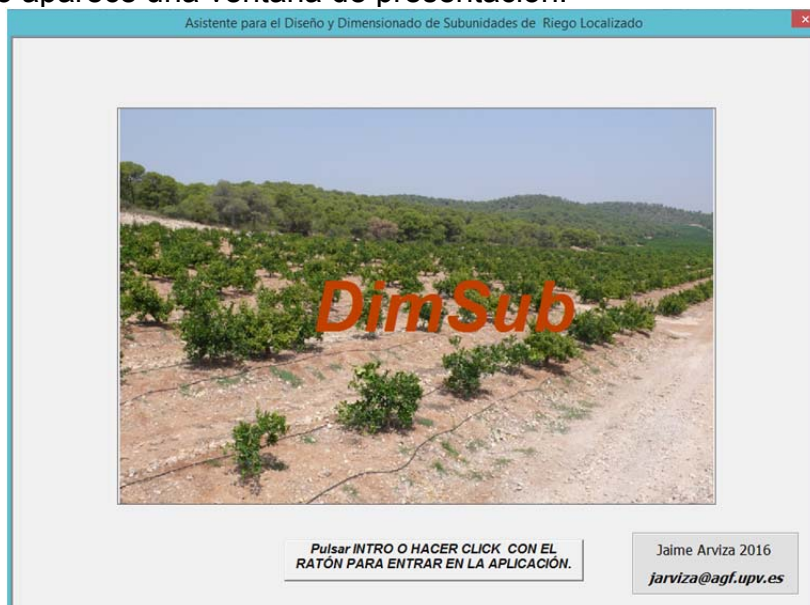 aparece una ventana de presentación.
Asistente para el Diseño y Dimensionado de Subunidades de Riego Localizado
DimSub
Pulsar INTRO O HACER CLICK CON EL
RATÓN PARA ENTRAR EN LA APLICACIÓN.
Jaime Arviza 2016
jarviza@agf.upv.es